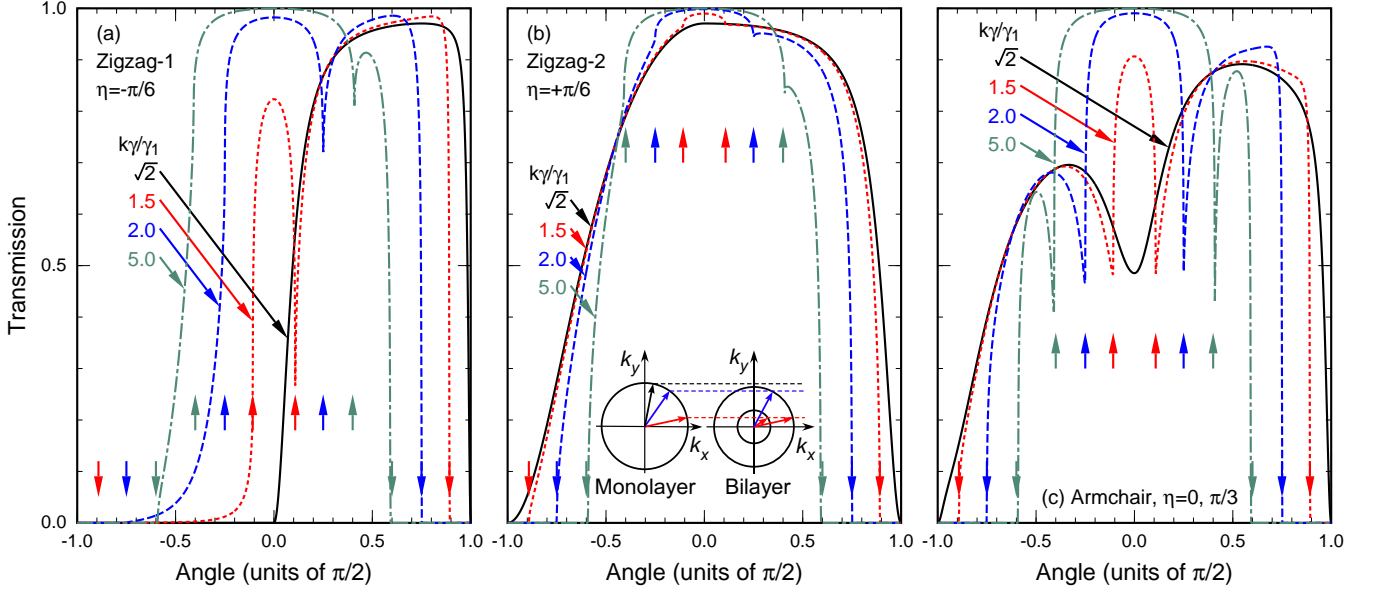 Transmission
1.0
0.5
0.0
(a)
Zigzag-1
η=-π/6
kγ/γ1
√2
1.5
2.0
5.0
-1.0 -0.5 0.0 0.5 1.0
Angle (units of π/2)
(b)
Zigzag-2
η=+π/6
kγ/γ1
√2
1.5
2.0
5.0
ky
kx
Monolayer
ky
kx
Bilayer
-1.0 -0.5 0.0 0.5 1.0
Angle (units of π/2)
kγ/γ1
√2
1.5
2.0
5.0
(c) Armchair, η=0, π/3
-1.0 -0.5 0.0 0.5 1.0
Angle (units of π/2)